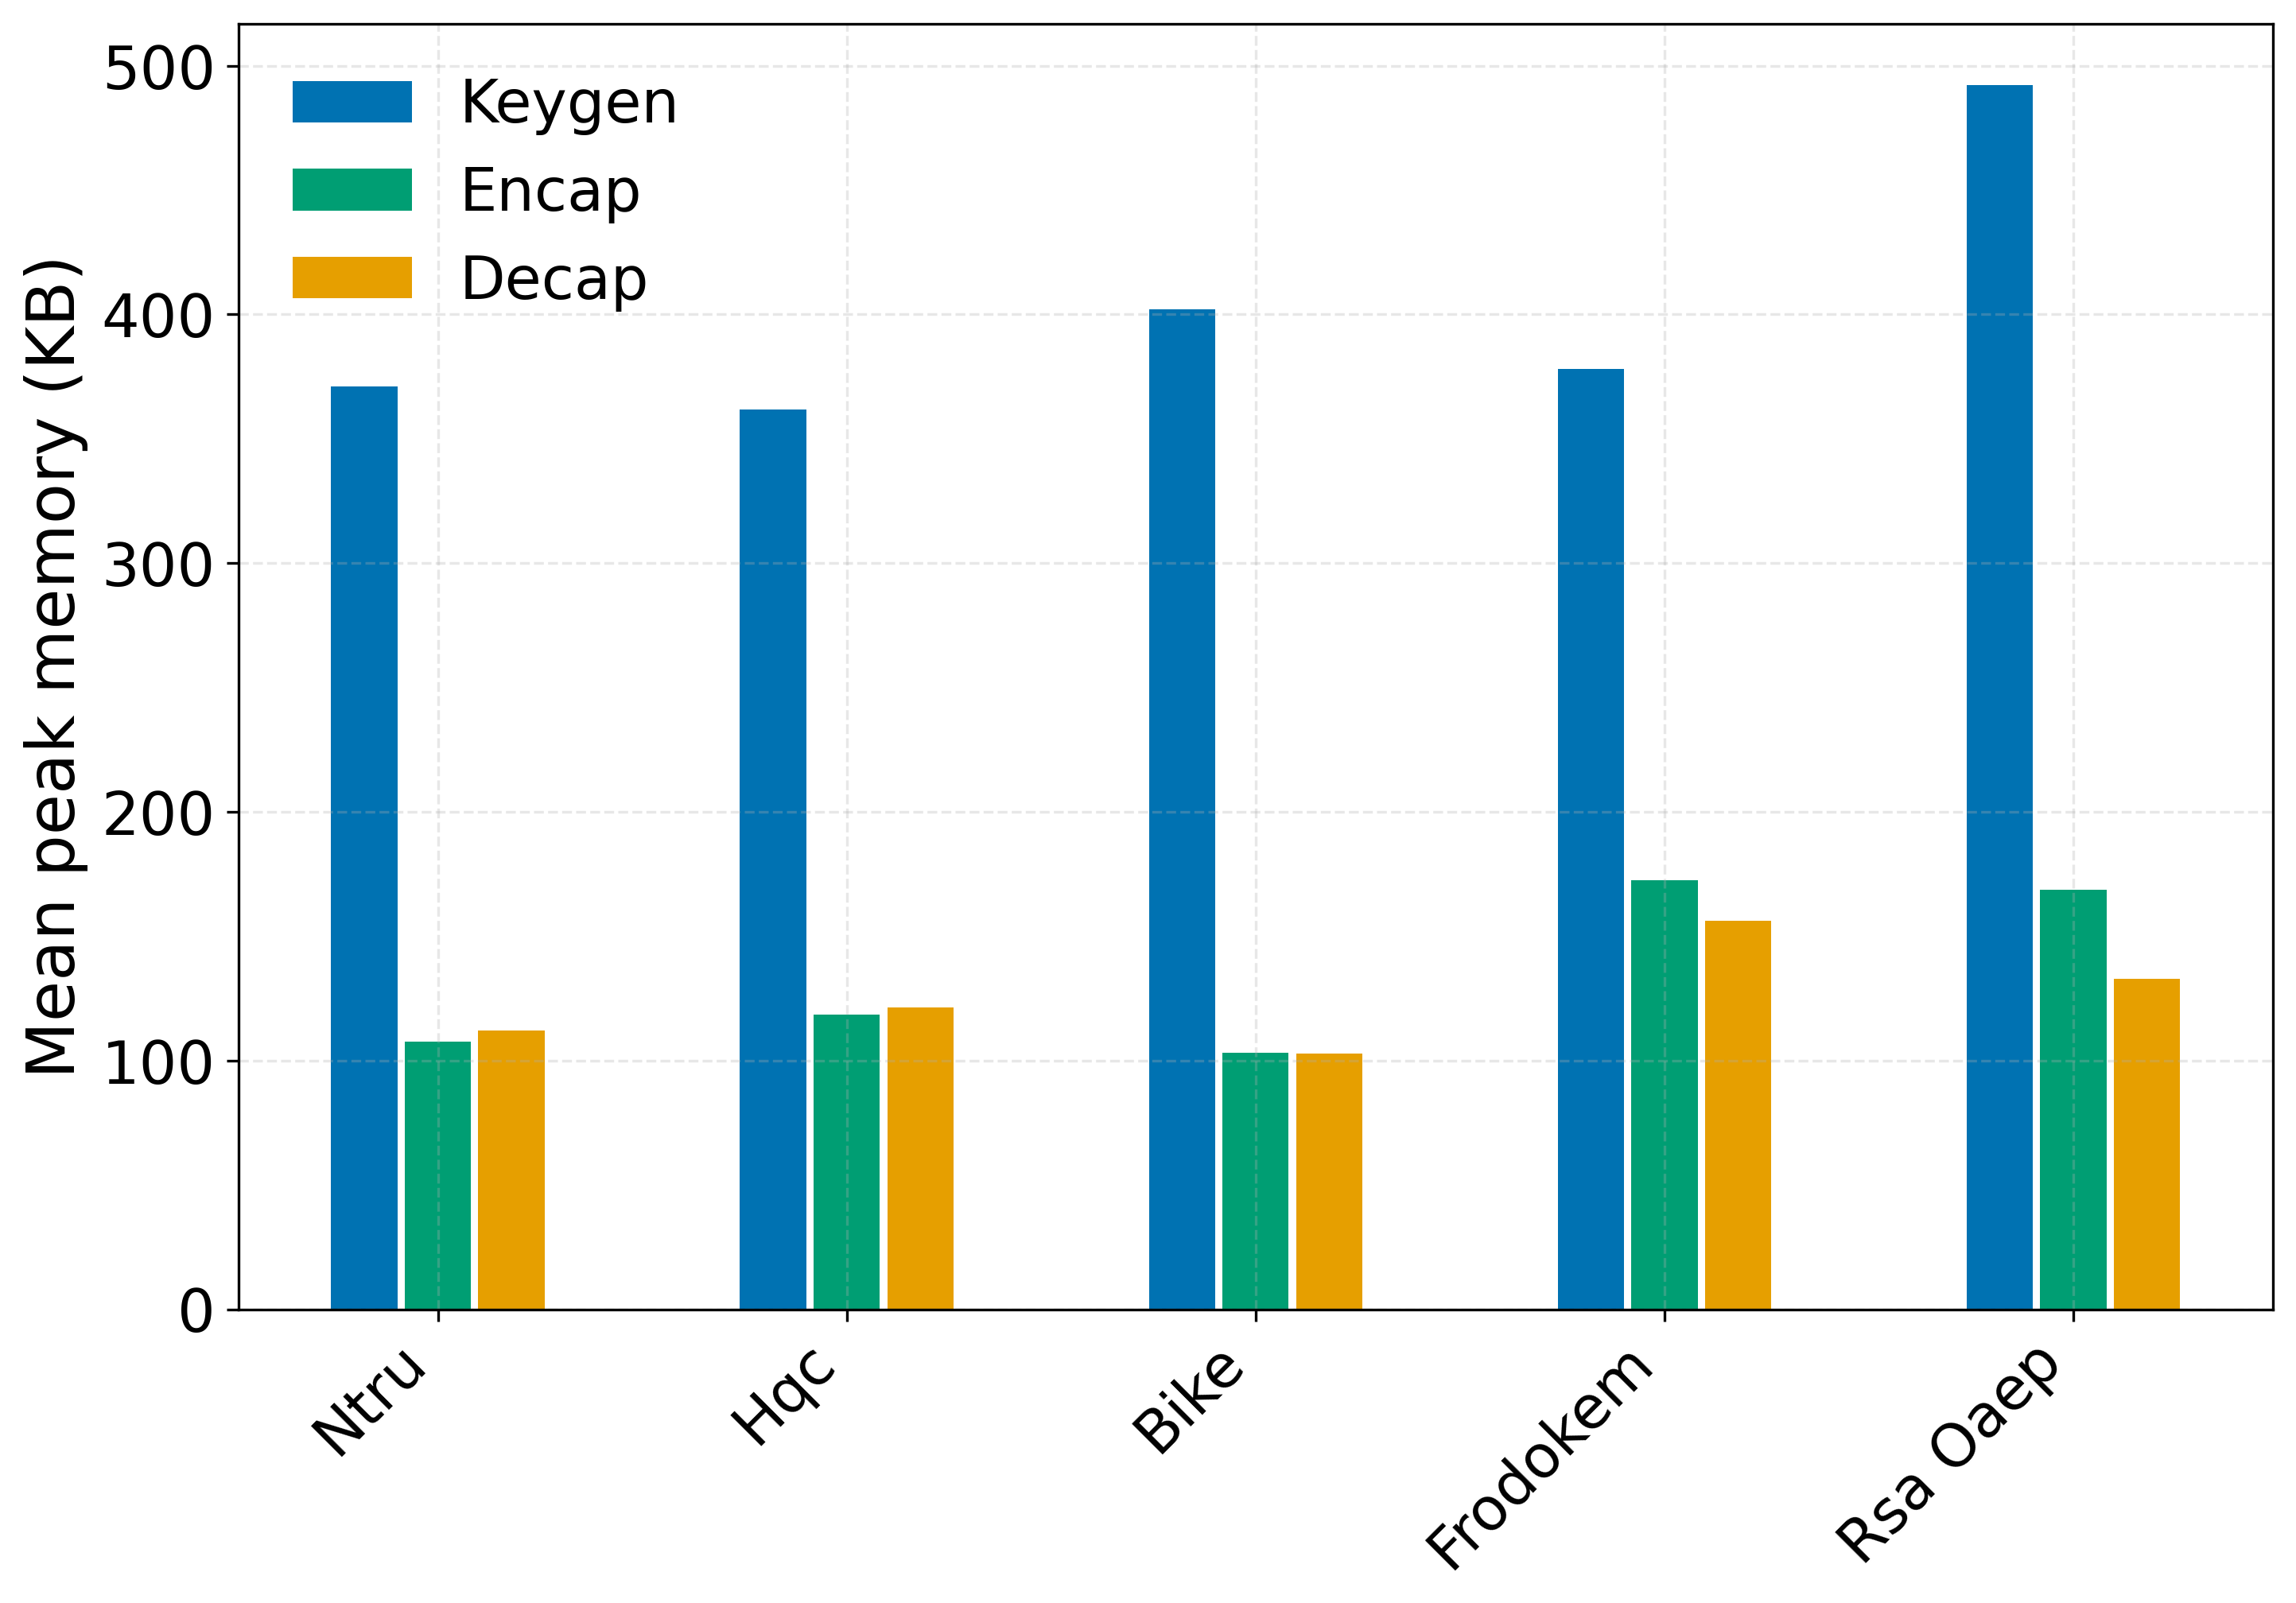 Mean peak memory (KB)
500
400
300
200
100
0
Keygen
Encap
Decap
Ntru
Hqc
Bike
Frodokem
Rsa Oaep